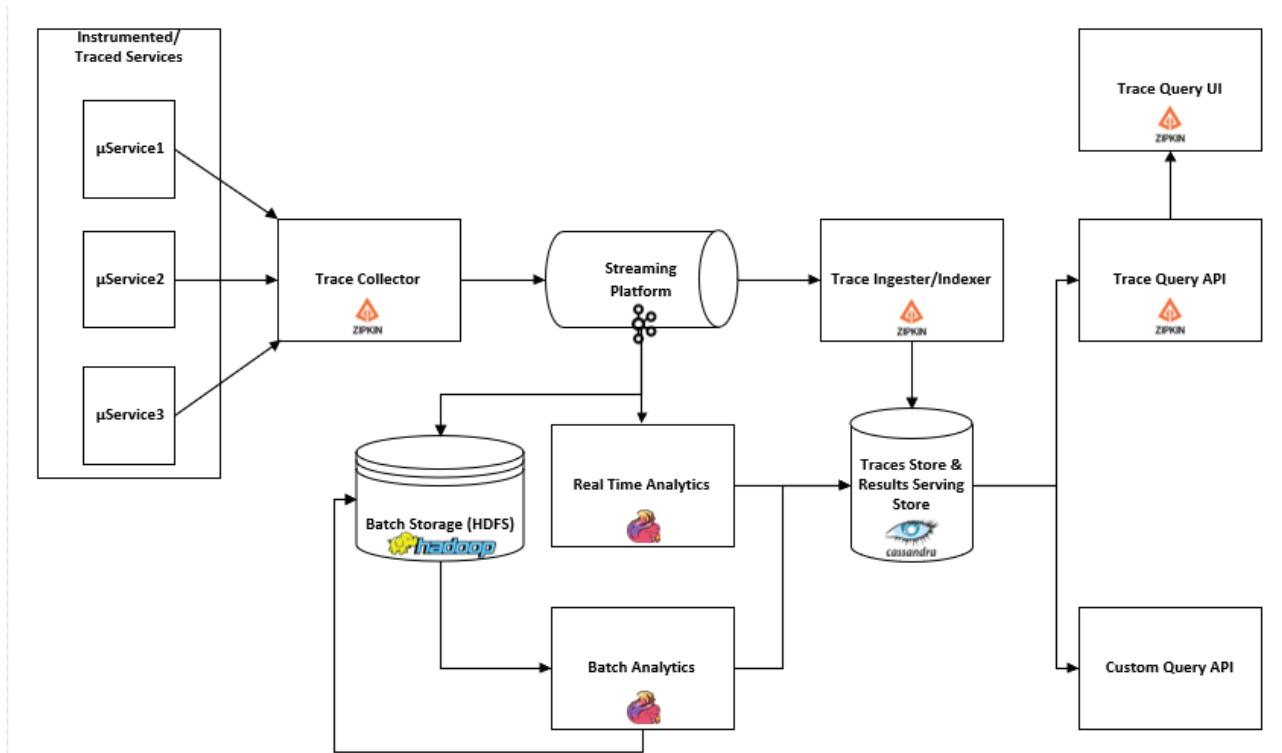 Instrumented/
Traced Services
µService1
µService2
µService3
Trace Collector
ZIPKIN
Streaming
Platform
Trace Ingester/Indexer
ZIPKIN
Trace Query UI
ZIPKIN
Trace Query API
ZIPKIN
Batch Storage (HDFS)
hadoop
Real Time Analytics
Traces Store &
Results Serving
Store
cassandra
Batch Analytics
Custom Query API